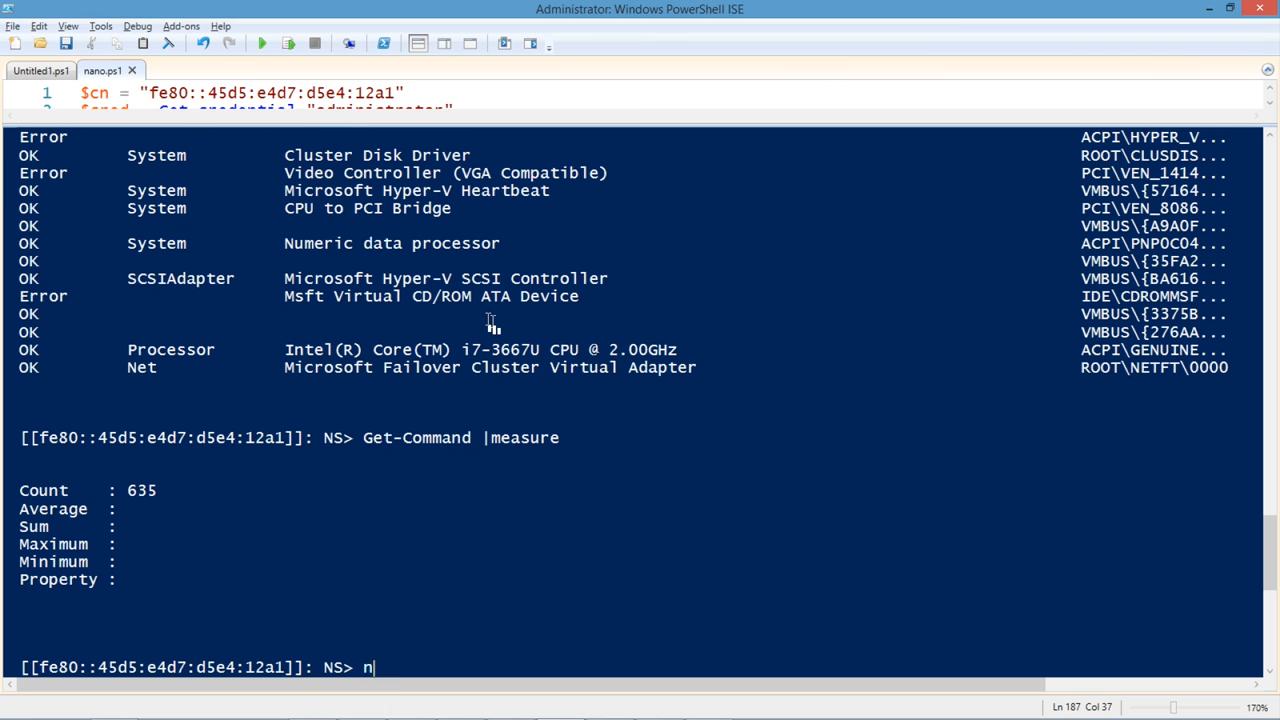 Administrator: Windows PowerShell ISE
File Edit View Tools Debug Add-ons Help
Untitled1.ps1 nano.ps1
1 $cn = "fe80::45d5:e4d7:d5e4:12a1"
Error ACPI\HYPER_V...
OK System Cluster Disk Driver ROOT\CLUSDIS...
Error Video Controller (VGA Compatible) PCI\VEN_1414...
OK System Microsoft Hyper-V Heartbeat VMBUS\{57164...
OK System CPU to PCI Bridge PCI\VEN_8086...
OK VMBUS\{A9A0F...
OK System Numeric data processor ACPI\PNP0C04...
OK VMBUS\{35FA2...
OK SCSIAdapter Microsoft Hyper-V SCSI Controller VMBUS\{BA616...
Error Msft Virtual CD/ROM ATA Device IDE\CDROMMSF...
OK VMBUS\{3375B...
OK VMBUS\{276AA...
OK Processor Intel(R) Core(TM) i7-3667U CPU @ 2.00GHz ACPI\GENUINE...
OK Net Microsoft Failover Cluster Virtual Adapter ROOT\NETFT\0000
[[fe80::45d5:e4d7:d5e4:12a1]]: NS> Get-Command |measure
Count : 635
Average :
Sum :
Maximum :
Minimum :
Property :
[[fe80::45d5:e4d7:d5e4:12a1]]: NS> n
Ln 187 Col 37 170%